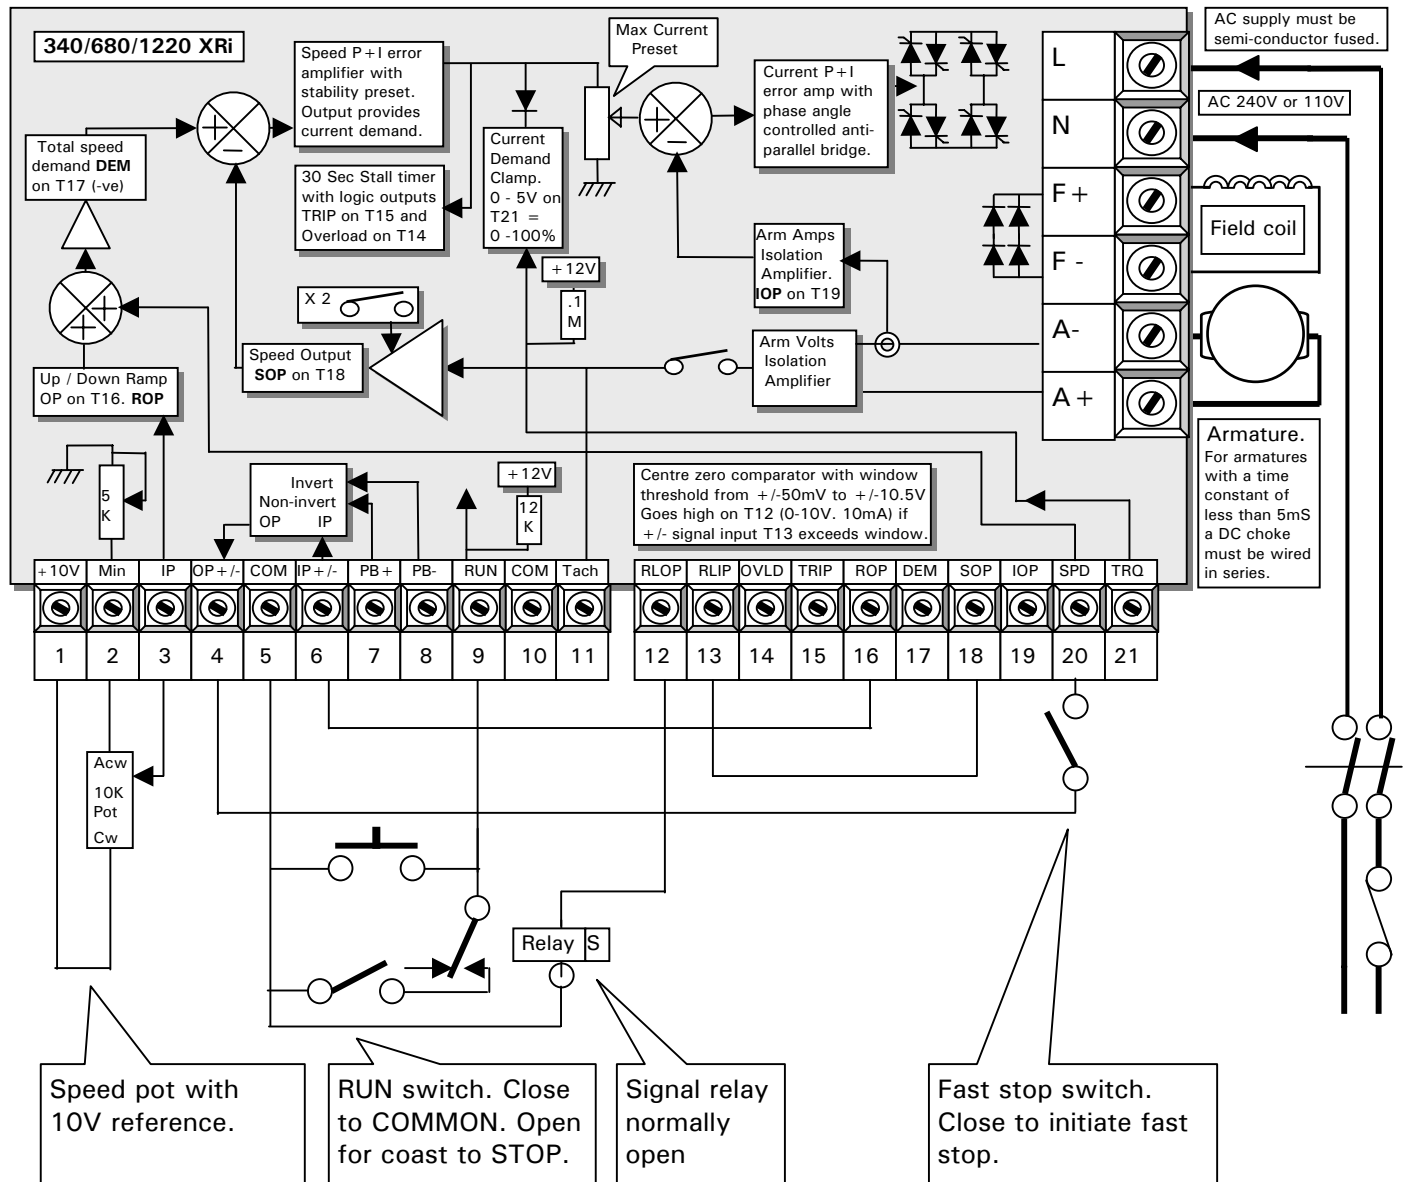 340/680/1220 XRi
Speed P+I error
amplifier with
stability preset.
Output provides
current demand.
Max Current
Preset
Current P+I
error amp with
phase angle
controlled anti-
parallel bridge.
AC supply must be
semi-conductor fused.
AC 240V or 110V
L
N
F+
F -
A-
A+
Field coil
Total speed
demand DEM
on T17 (-ve)
30 Sec Stall timer
with logic outputs
TRIP on T15 and
Overload on T14
Current
Demand
Clamp.
0 - 5V on
T21 =
0 -100%
+12V
.1
M
Arm Amps
Isolation
Amplifier.
IOP on T19
X 2
Speed Output
SOP on T18
Arm Volts
Isolation
Amplifier
Up / Down Ramp
OP on T16. ROP
5
K
Invert
Non-invert
OP IP
+12V
12
K
Centre zero comparator with window
threshold from +/-50mV to +/-10.5V
Goes high on T12 (0-10V. 10mA) if
+/- signal input T13 exceeds window.
Armature.
For armatures
with a time
constant of
less than 5mS
a DC choke
must be wired
in series.
+10V Min IP OP+/- COM IP+/- PB+ PB- RUN COM Tach
RLOP RLIP OVLD TRIP ROP DEM SOP IOP SPD TRQ
1 2 3 4 5 6 7 8 9 10 11
12 13 14 15 16 17 18 19 20 21
Acw
10K
Pot
Cw
Relay S
Speed pot with
10V reference.
RUN switch. Close
to COMMON. Open
for coast to STOP.
Signal relay
normally
open
Fast stop switch.
Close to initiate fast
stop.